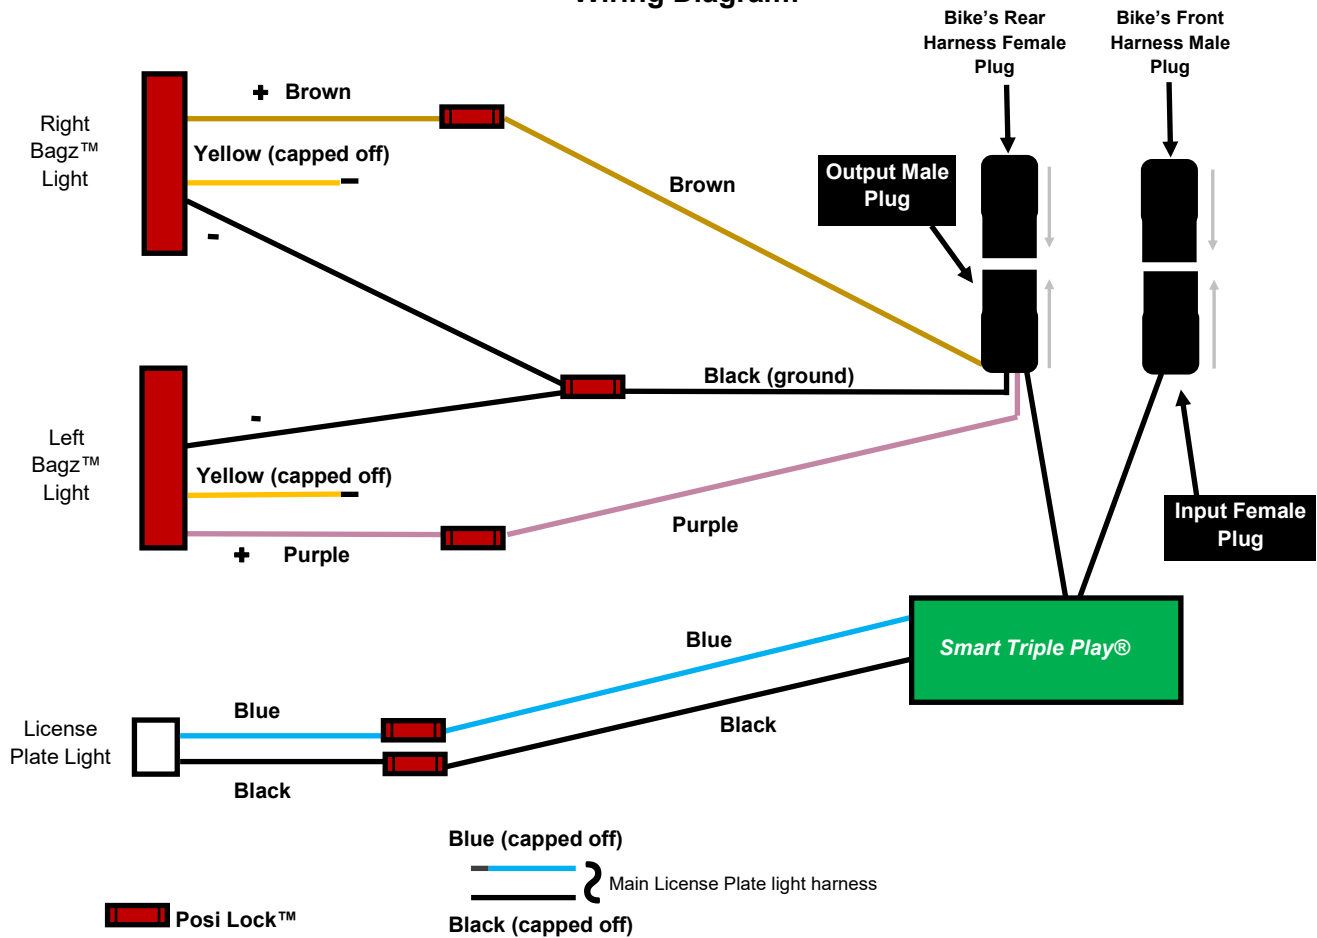 Wiring Diagram:
Bike's Rear
Harness Female
Plug
Bike's Front
Harness Male
Plug
Right
Bagz™
Light
+ Brown
Yellow (capped off)
-
Brown
Output Male
Plug
Black (ground)
Left
Bagz™
Light
-
Yellow (capped off)
+ Purple
Purple
Input Female
Plug
Smart Triple Play®
Blue
Black
License
Plate Light
Blue
Black
Blue (capped off)
Main License Plate light harness
Black (capped off)
Posi Lock™